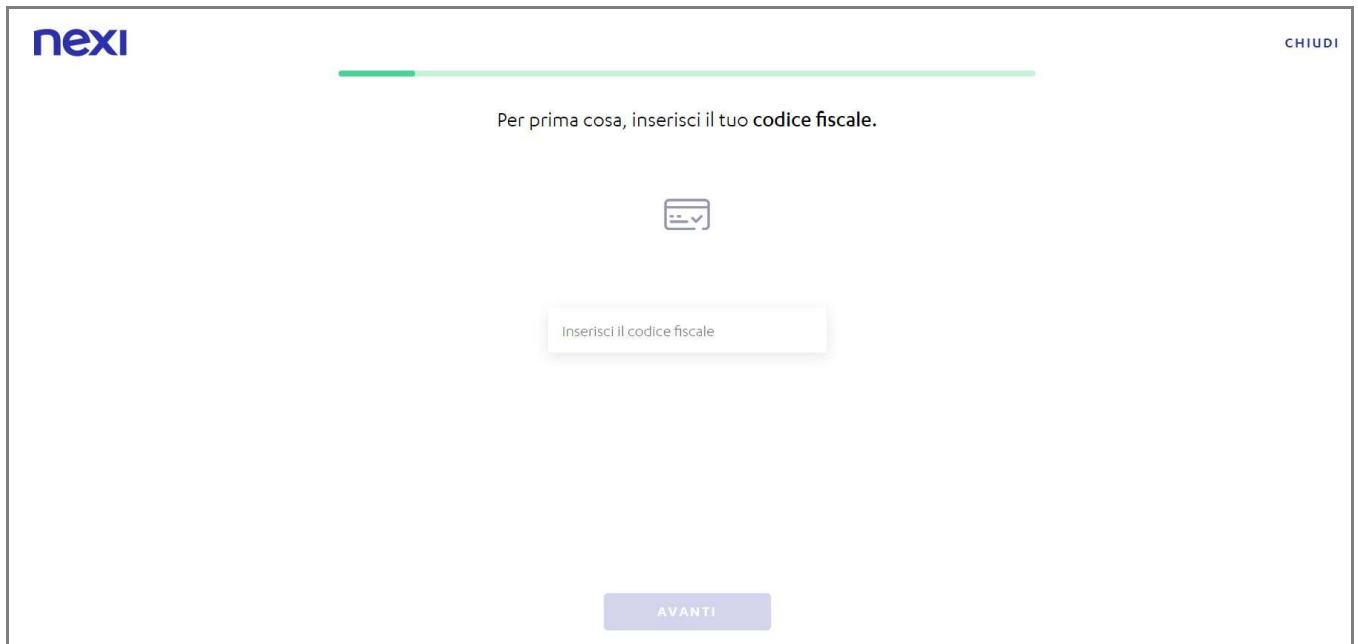 nexi
CHIUDI
Per prima cosa, inserisci il tuo codice fiscale.
Inserisci il codice fiscale
AVANTI